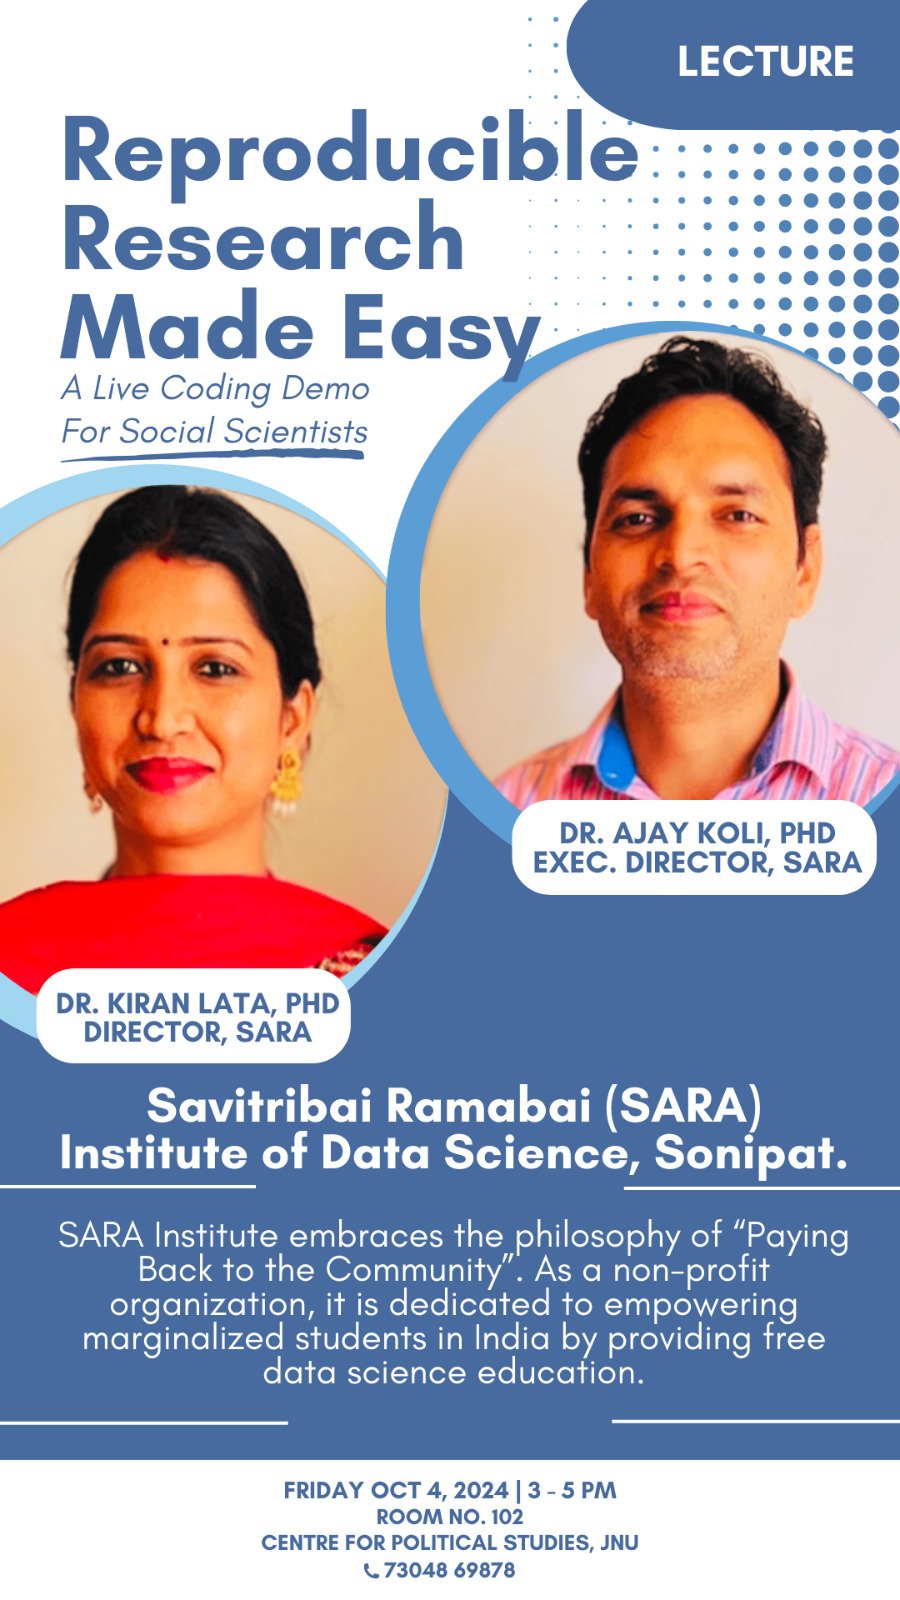 LECTURE
Reproducible
Research
Made Easy
A Live Coding Demo
For Social Scientists
DR. AJAY KOLI, PHD
EXEC. DIRECTOR, SARA
DR. KIRAN LATA, PHD
DIRECTOR, SARA
Savitribai Ramabai (SARA)
Institute of Data Science, Sonipat.
SARA Institute embraces the philosophy of “Paying
Back to the Community”. As a non-profit
organization, it is dedicated to empowering
marginalized students in India by providing free
data science education.
FRIDAY OCT 4, 2024 | 3 - 5 PM
ROOM NO. 102
CENTRE FOR POLITICAL STUDIES, JNU
73048 69878